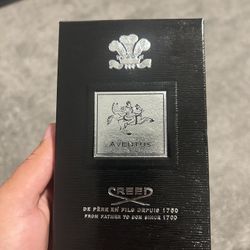 AVENTUS
CREED
DE PÈRE EN FILS DEPUIS 1760
FROM FATHER TO SON SINCE 1760